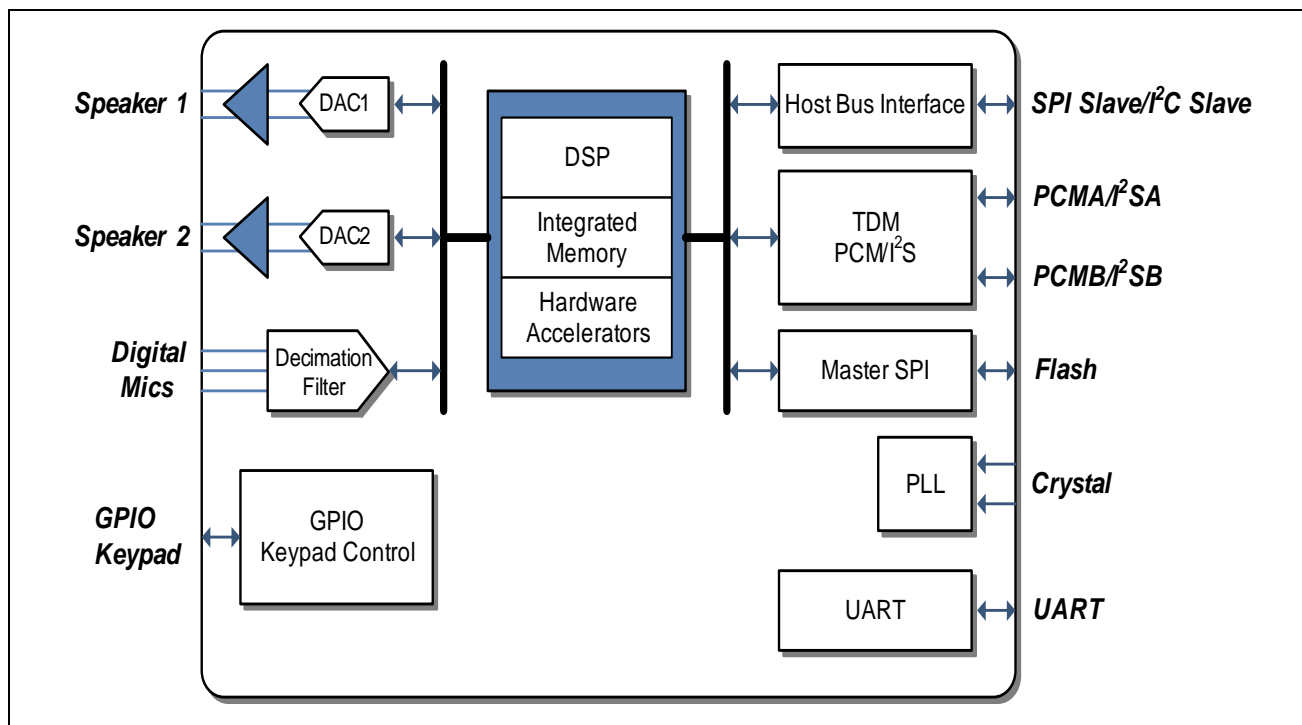 Speaker 1
DAC1
Speaker 2
DAC2
Digital
Mics
Decimation
Filter
GPIO
Keypad
GPIO
Keypad Control
DSP
Integrated
Memory
Hardware
Accelerators
Host Bus Interface
SPI Slave/I²C Slave
TDM
PCM/I²S
PCMA/I²SA
PCMB/I²SB
Master SPI
Flash
PLL
Crystal
UART
UART